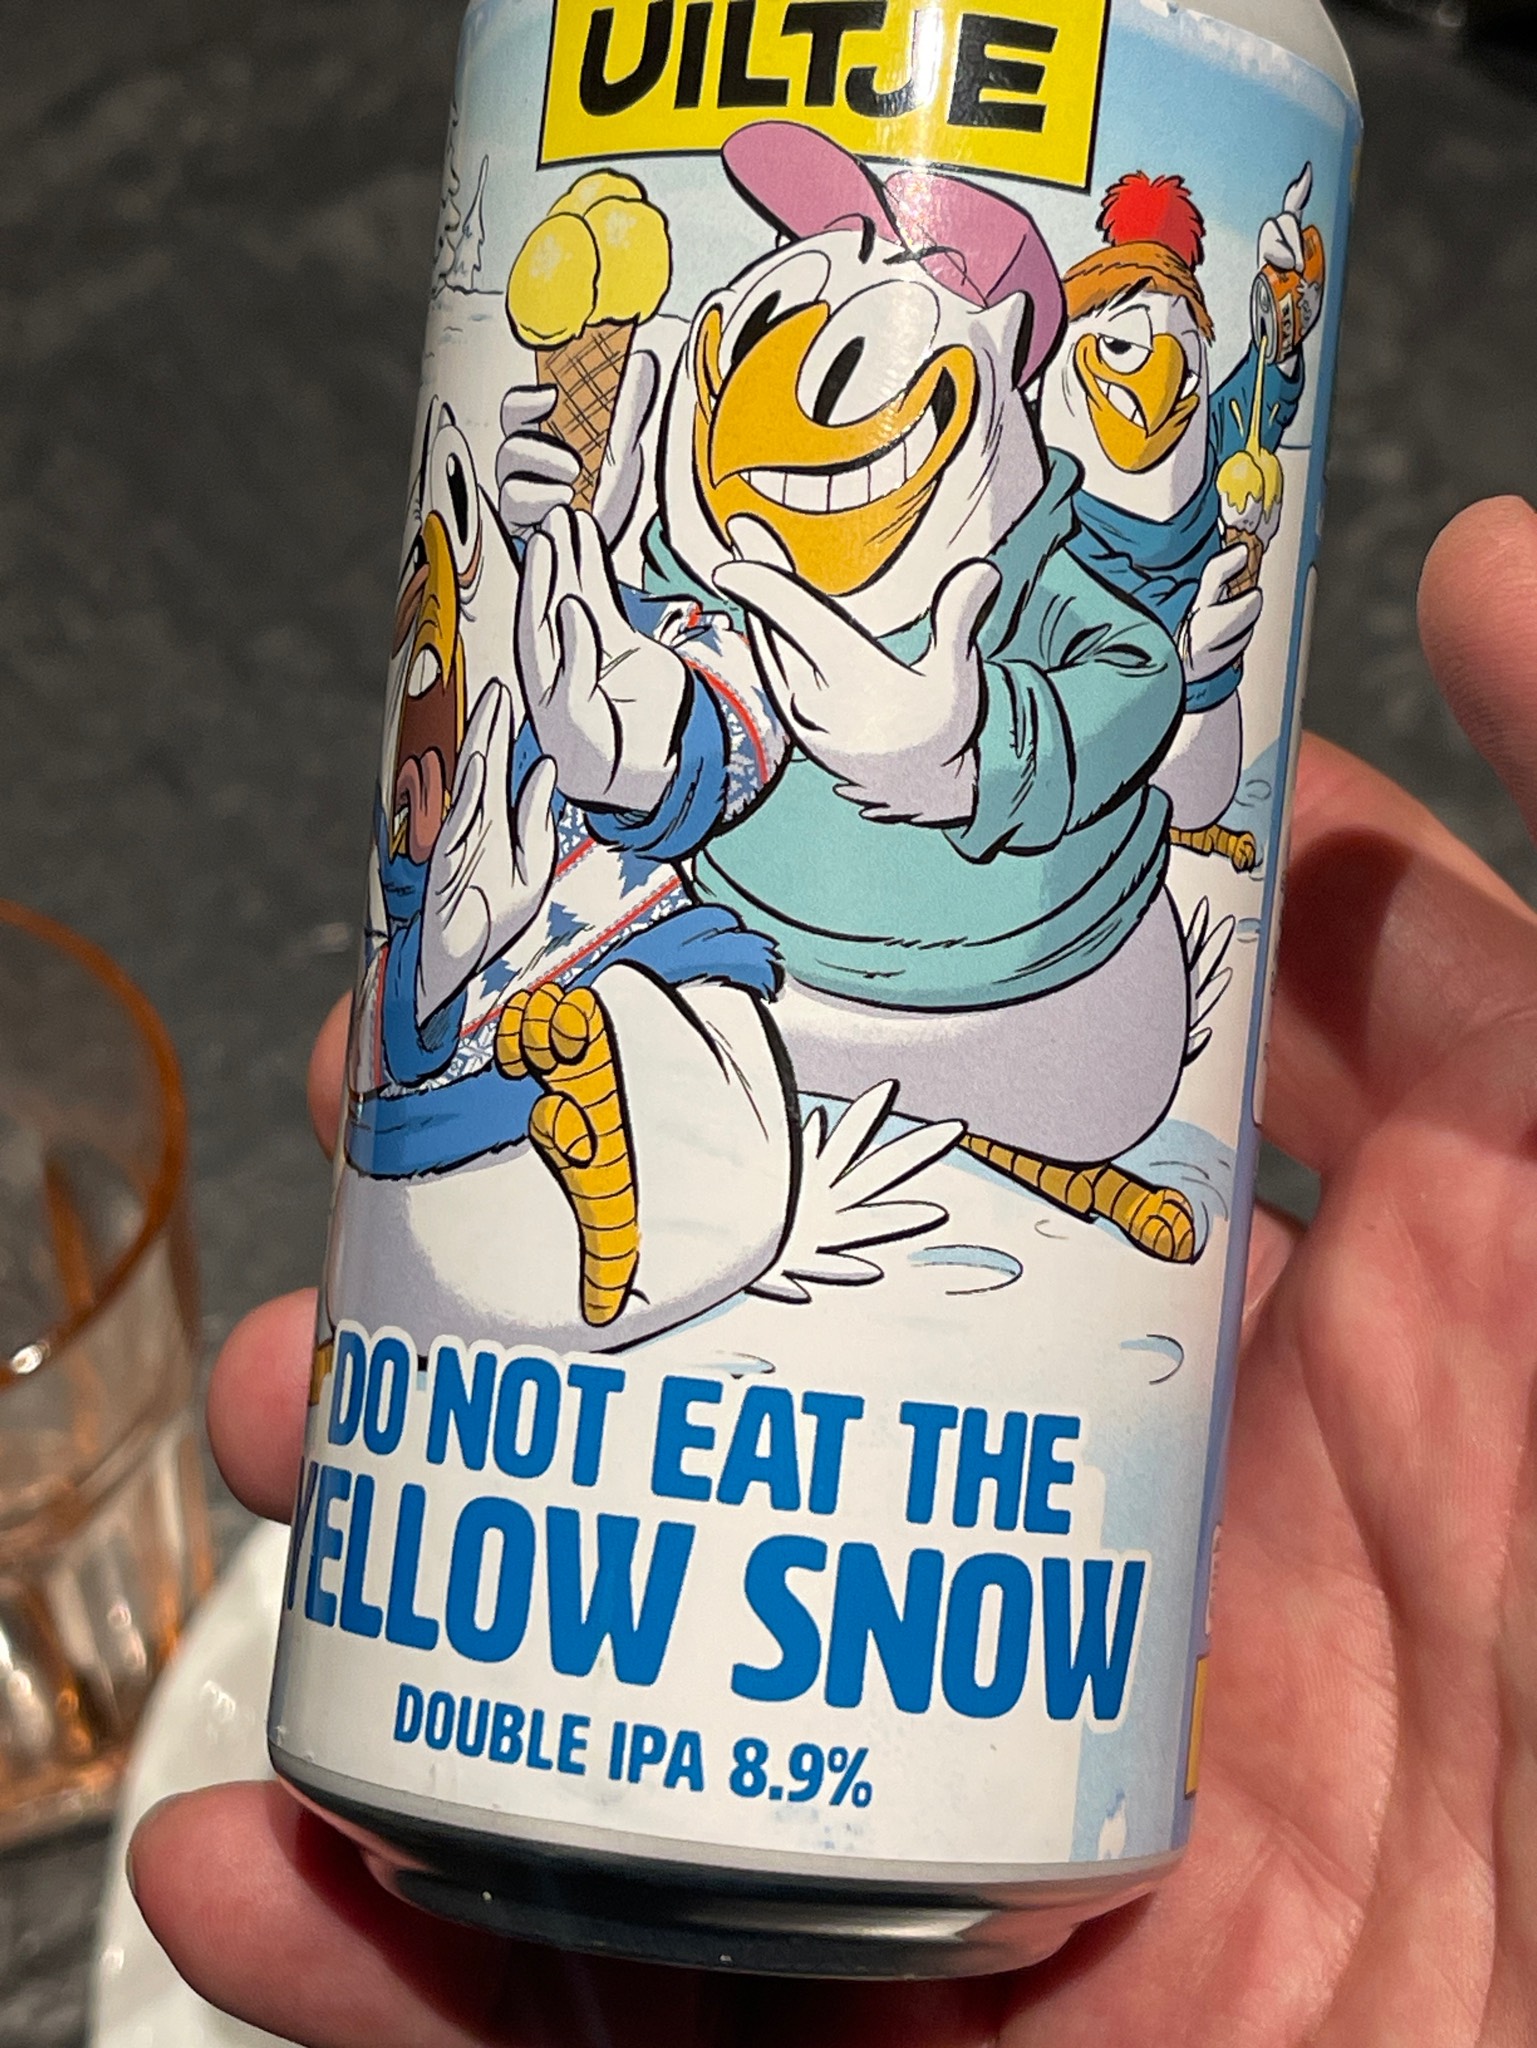 UILTJE
DO NOT EAT THE
YELLOW SNOW
DOUBLE IPA 8.9%